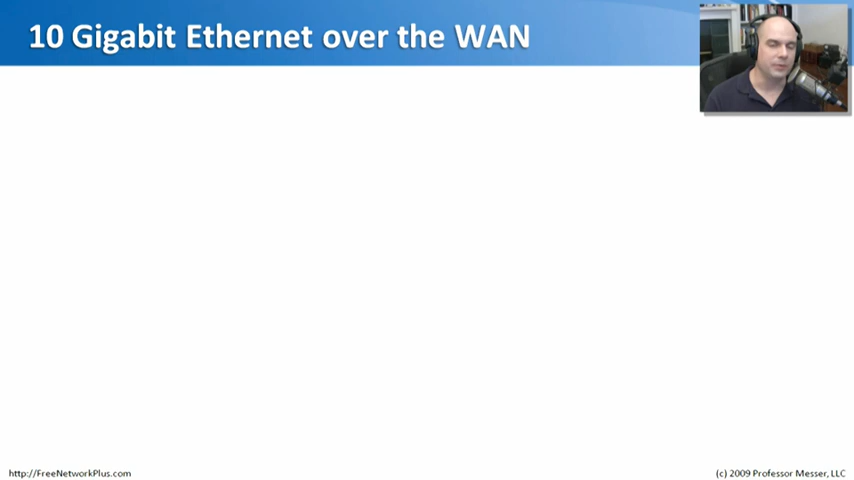 10 Gigabit Ethernet over the WAN
http://FreeNetworkPlus.com
(c) 2009 Professor Messer, LLC